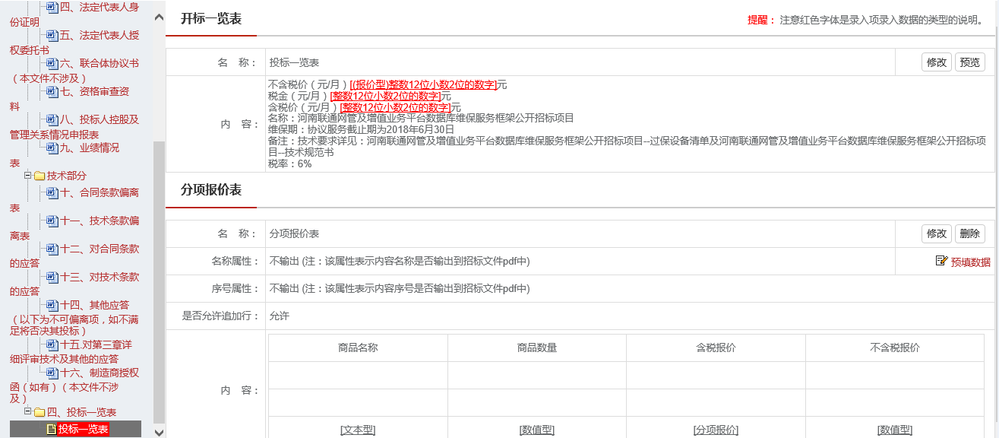 四、法定代表人身
份证明
五、法定代表人授
权委托书
六、联合体协议书
（本文件不涉及）
七、资格审查资
料
八、投标人控股及
管理关系情况申报表
九、业绩情况
表
技术部分
十、合同条款偏离
表
十一、技术条款偏
离表
十二、对合同条款
的应答
十三、对技术条款
的应答
十四、其他应答
（以下为不可偏离项，如不满
足将否决其投标）
十五.对第三章详
细评审技术及其他的应答
十六、制造商授权
函（如有）（本文件不涉
及）
四、投标一览表
投标一览表
开标一览表
提醒： 注意红色字体是录入项录入数据的类型的说明。
名 称： 投标一览表 修改 预览
内 容：
不含税价（元/月）[(报价型)整数12位小数2位的数字]元
税金（元/月）[整数12位小数2位的数字]元
含税价（元/月）[整数12位小数2位的数字]元
名称：河南联通网管及增值业务平台数据库维保服务框架公开招标项目
维保期：协议服务截止期为2018年6月30日
备注：技术要求详见：河南联通网管及增值业务平台数据库维保服务框架公开招标项目--过保设备清单及河南联通网管及增值业务平台数据库维保服务框架公开招标项
目--技术规范书
税率：6%
分项报价表
名 称： 分项报价表 修改 删除
名称属性： 不输出 (注：该属性表示内容名称是否输出到招标文件pdf中) 预填数据
序号属性： 不输出 (注：该属性表示内容序号是否输出到招标文件pdf中)
是否允许追加行： 允许
内 容：
商品名称 商品数量 含税报价 不含税报价
[文本型] [数值型] [分项报价] [数值型]